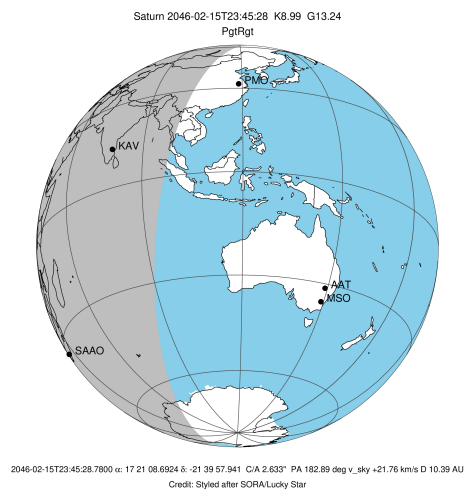 Saturn 2046-02-15T23:45:28 K8.99 G13.24
PgtRgt
PMO
KAV
AAT
MSO
SAAO
2046-02-15T23:45:28.7800 α: 17 21 08.6924 δ: -21 39 57.941 C/A 2.633" PA 182.89 deg v_sky +21.76 km/s D 10.39 AU
Credit: Styled after SORA/Lucky Star